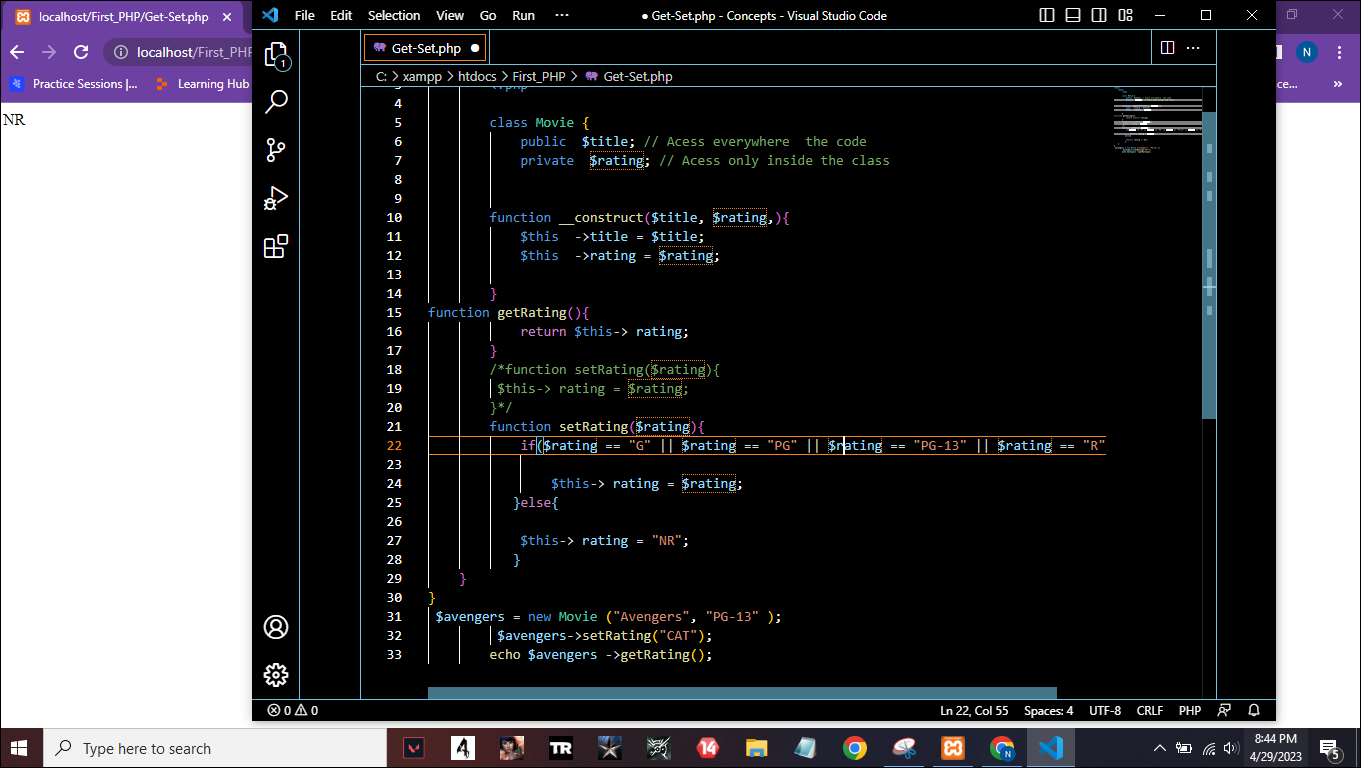 localhost/First_PHP/Get-Set.php
File Edit Selection View Go Run ··· ● Get-Set.php - Concepts - Visual Studio Code
localhost/First_PHP
N
Practice Sessions |... Learning Hub
ce... »
1
Get-Set.php ●
C: > xampp > htdocs > First_PHP > Get-Set.php
NR
3 <?php
4
5 class Movie {
6 public $title; // Acess everywhere the code
7 private $rating; // Acess only inside the class
8
9
10 function __construct($title, $rating,){
11 $this ->title = $title;
12 $this ->rating = $rating;
13
14 }
15 function getRating(){
16 return $this-> rating;
17 }
18 /*function setRating($rating){
19 $this-> rating = $rating;
20 }*/
21 function setRating($rating){
22 if($rating == "G" || $rating == "PG" || $rating == "PG-13" || $rating == "R"
23
24 $this-> rating = $rating;
25 }else{
26
27 $this-> rating = "NR";
28 }
29 }
30 }
31 $avengers = new Movie ("Avengers", "PG-13" );
32 $avengers->setRating("CAT");
33 echo $avengers ->getRating();
0 0 Ln 22, Col 55 Spaces: 4 UTF-8 CRLF PHP
Type here to search
4
TR
14
N
8:44 PM
4/29/2023
5